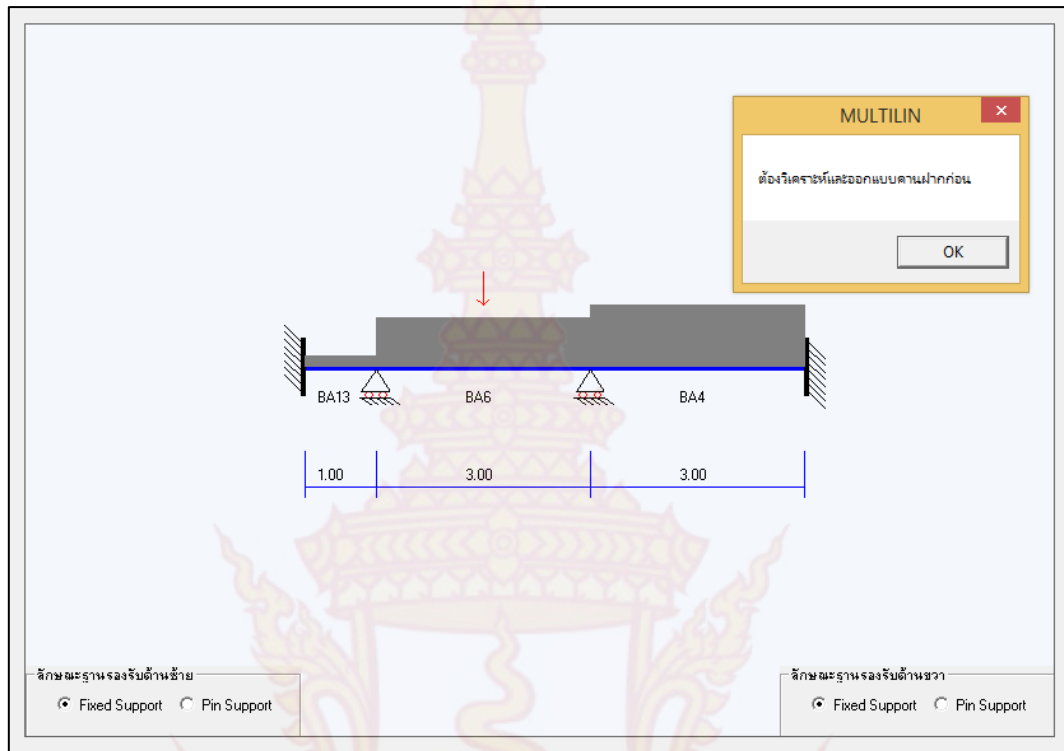 MULTILIN
ต้องวิเคราะห์และออกแบบคานฝากก่อน
OK
BA13
BA6
BA4
1.00
3.00
3.00
ลักษณะฐานรองรับด้านซ้าย
Fixed Support
Pin Support
ลักษณะฐานรองรับด้านขวา
Fixed Support
Pin Support